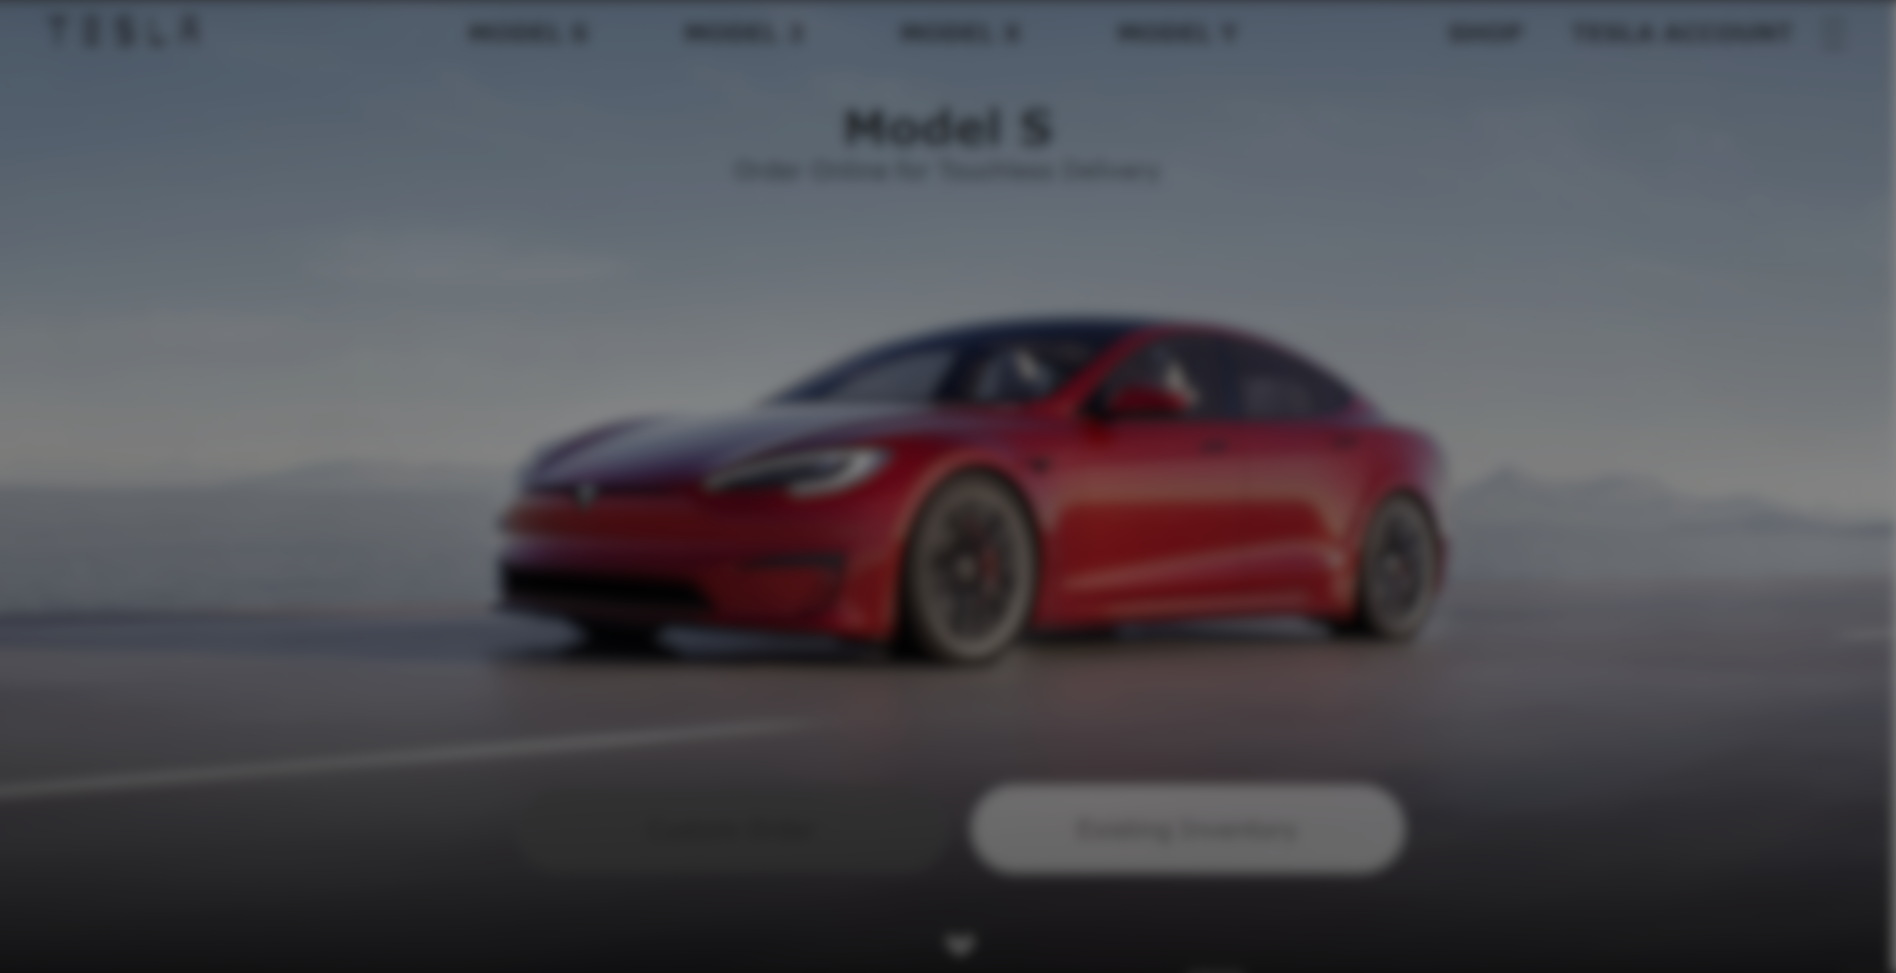 TESLA
MODEL S
MODEL 3
MODEL X
MODEL Y
SHOP
TESLA ACCOUNT
Model S
Order Online for Touchless Delivery
Custom Order
Existing Inventory